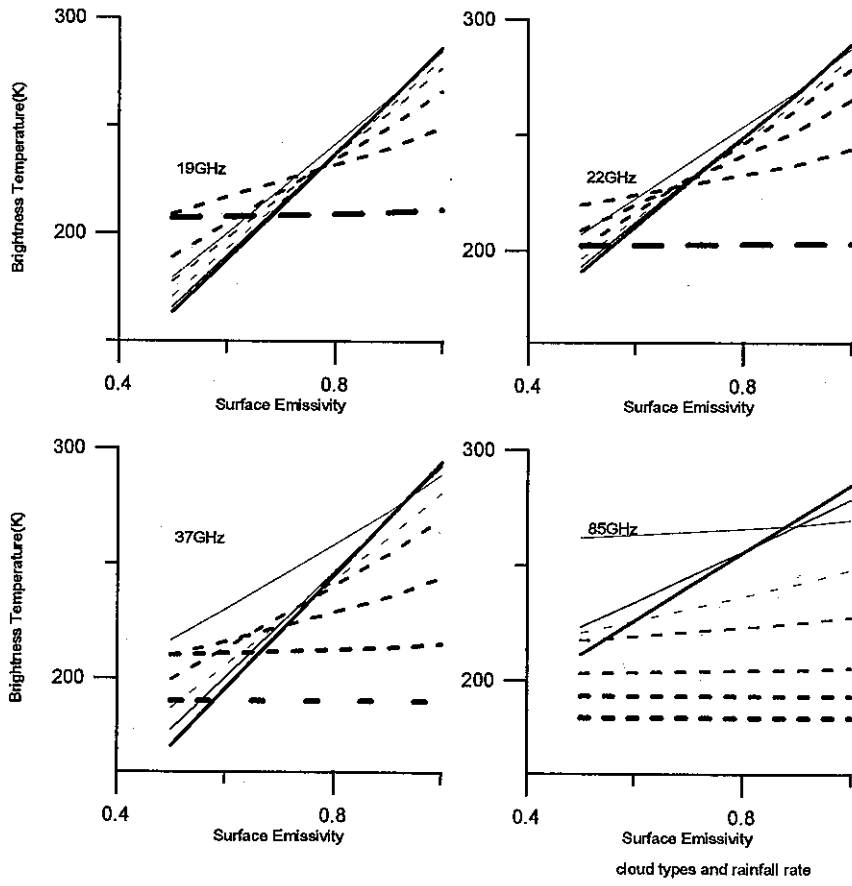 300
Brightness Temperature(K)
19GHz
200
0.4
0.8
Surface Emissivity
300
22GHz
200
0.4
0.8
Surface Emissivity
300
Brightness Temperature(K)
37GHz
200
0.4
0.8
Surface Emissivity
300
85GHz
200
0.4
0.8
Surface Emissivity
cloud types and rainfall rate